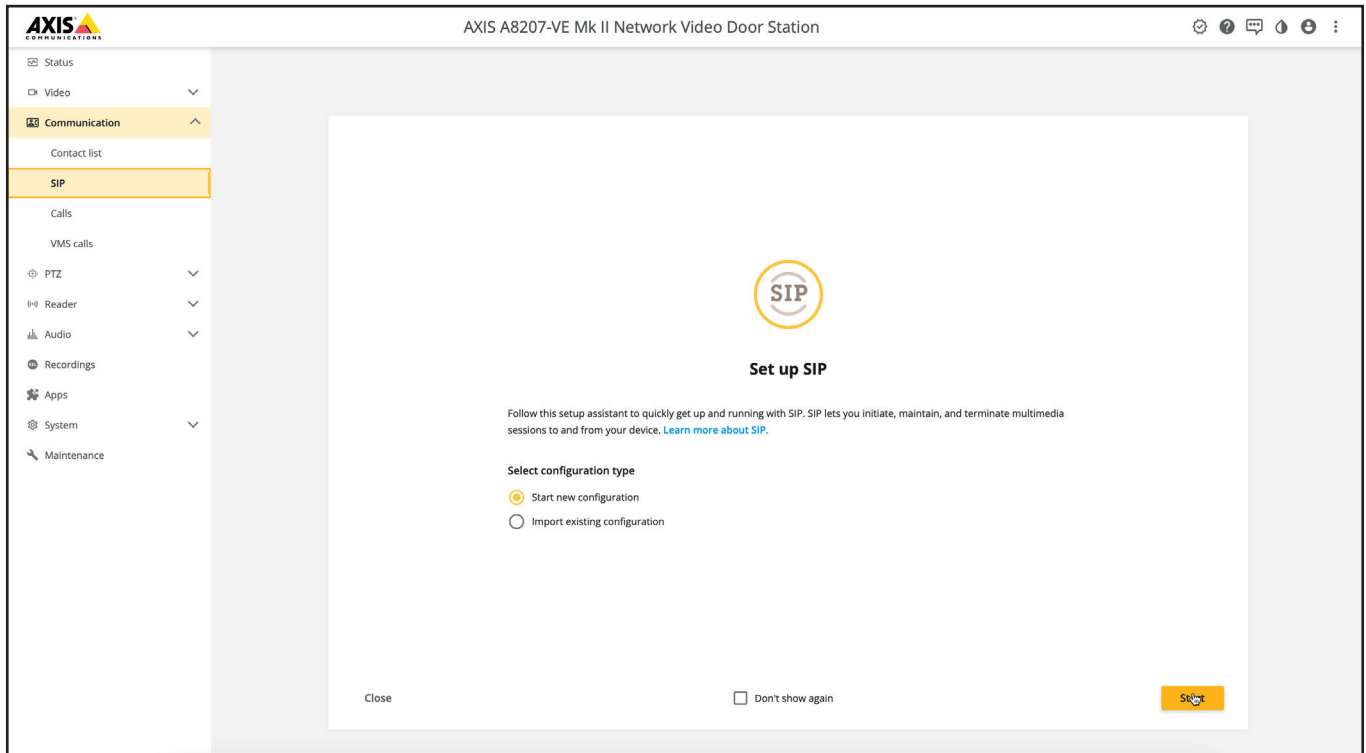 AXIS
COMMUNICATIONS
AXIS A8207-VE Mk II Network Video Door Station
Status
Video
Communication
Contact list
SIP
Calls
VMS calls
PTZ
Reader
Audio
Recordings
Apps
System
Maintenance
SIP
Set up SIP
Follow this setup assistant to quickly get up and running with SIP. SIP lets you initiate, maintain, and terminate multimedia
sessions to and from your device. Learn more about SIP.
Select configuration type
Start new configuration
Import existing configuration
Close
Don't show again
Start